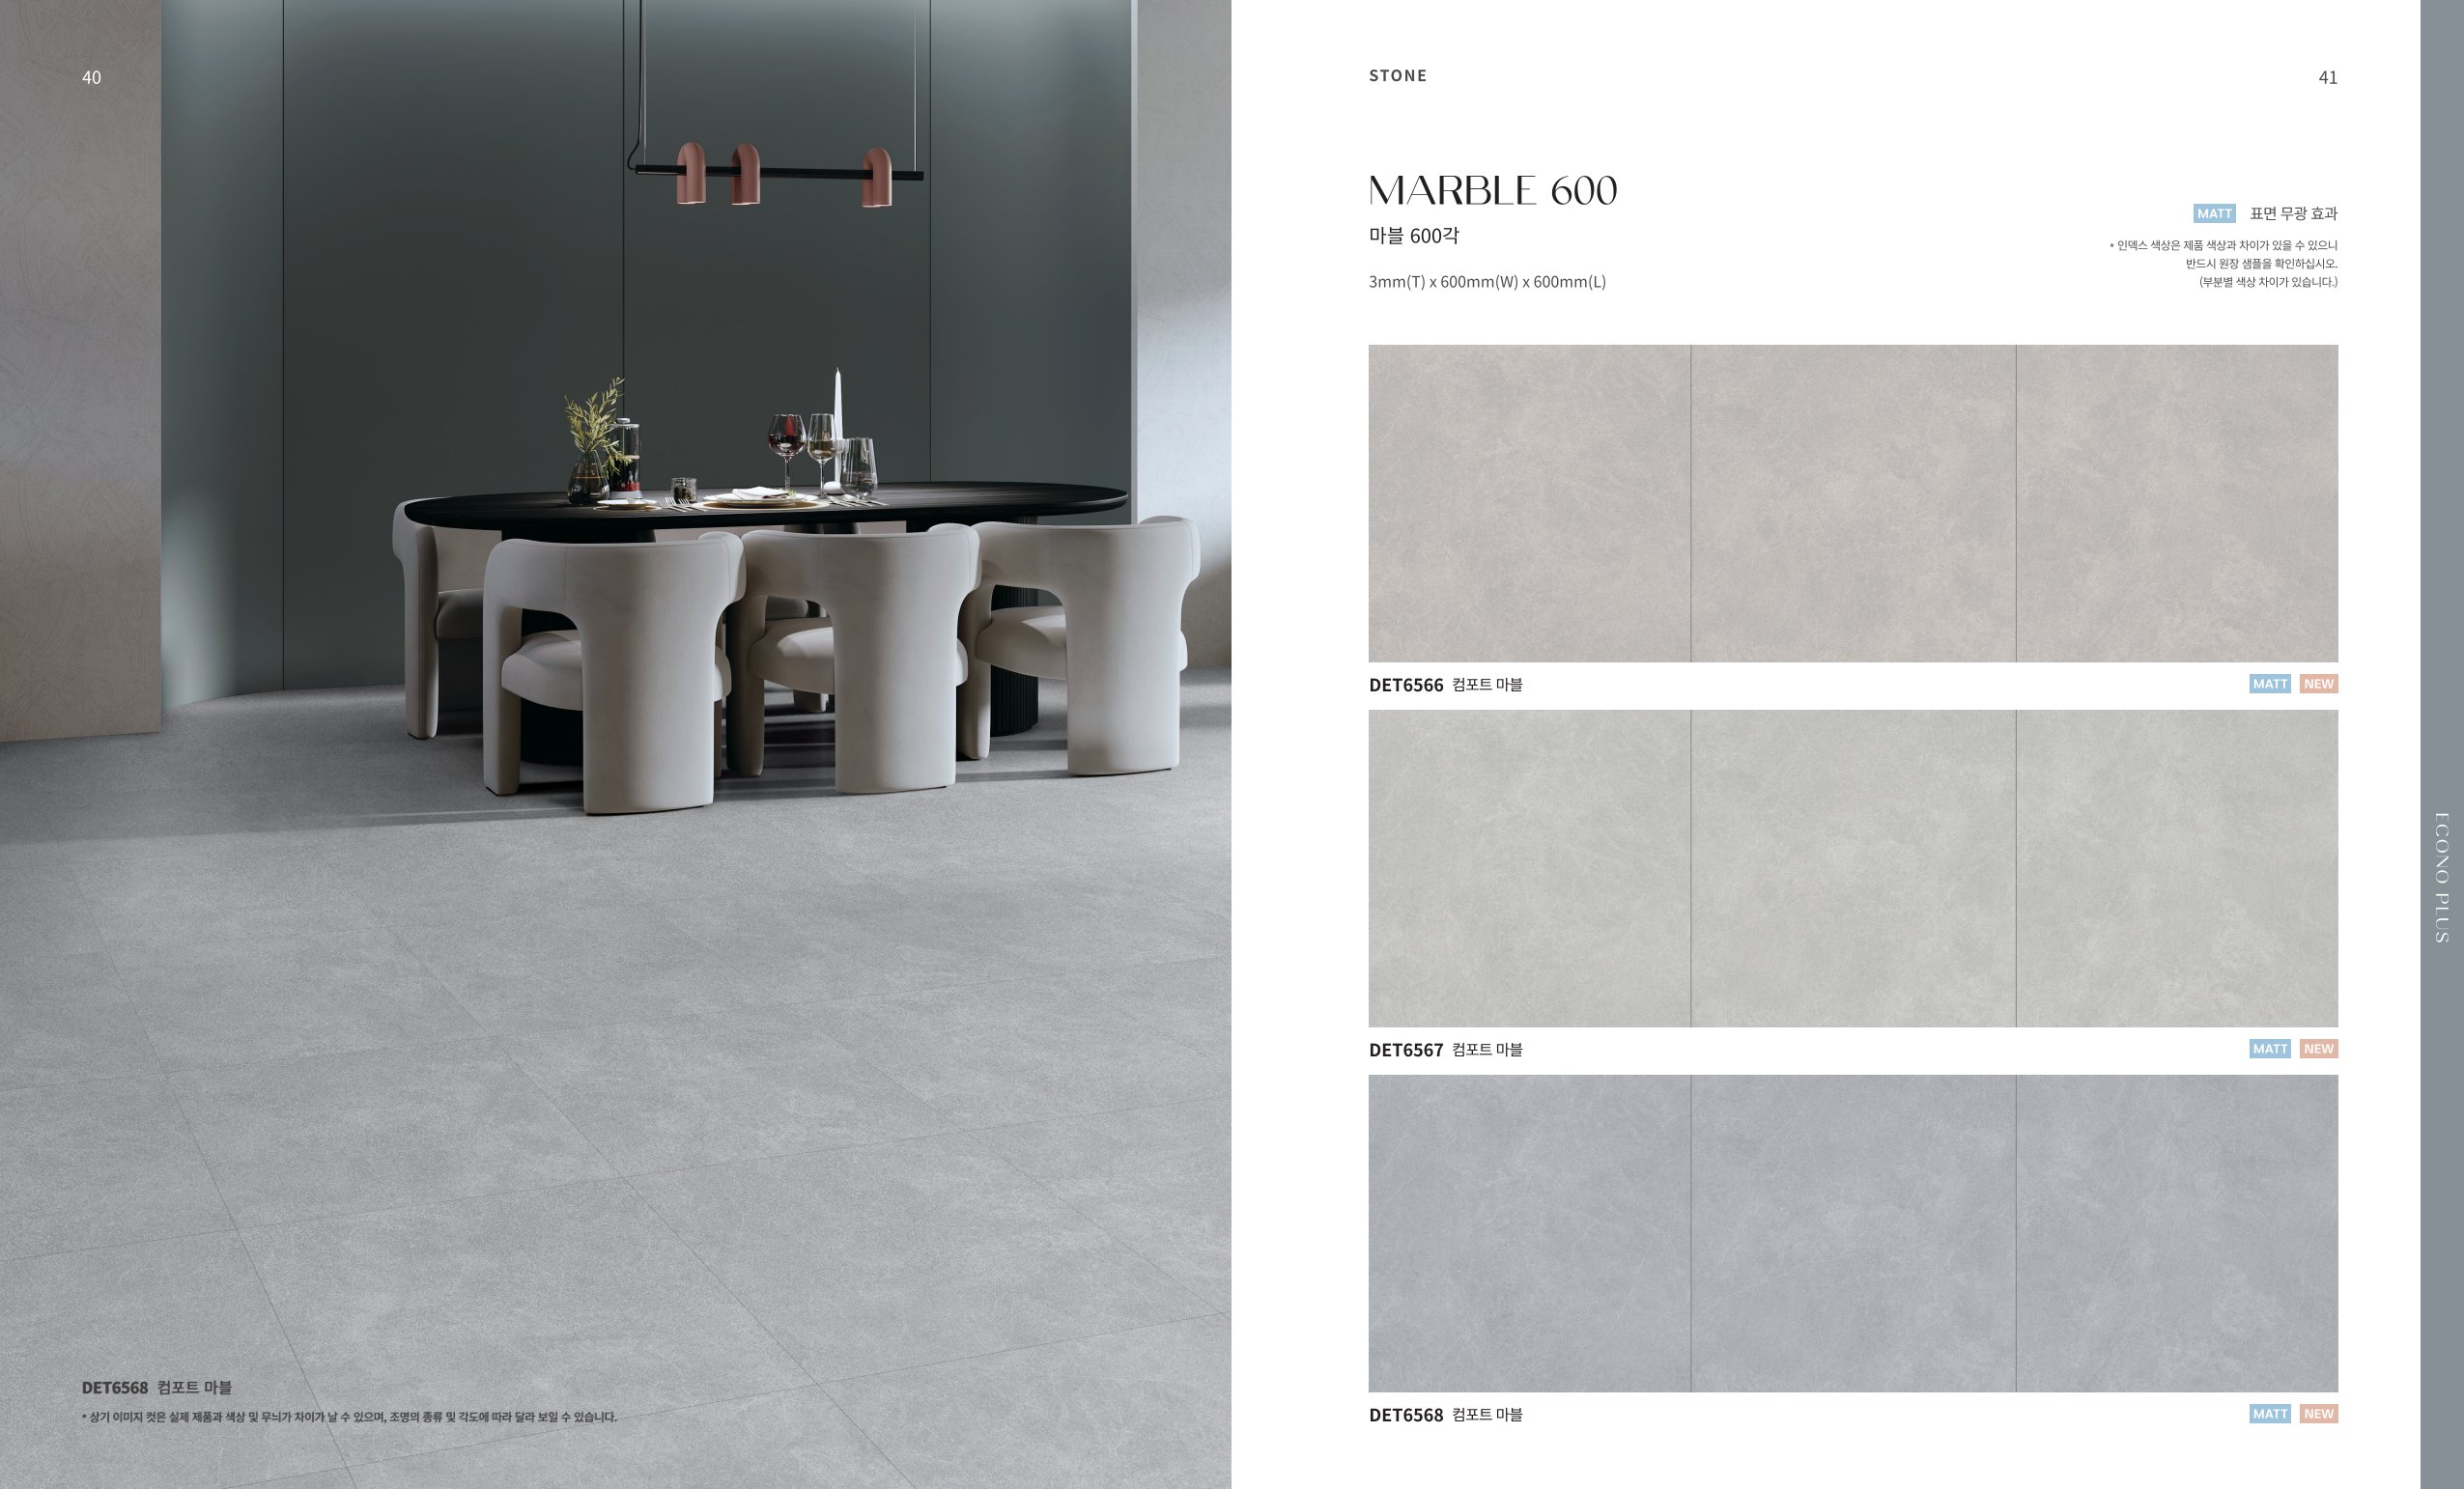 40
DET6568 컴포트 마블
* 상기 이미지 컷은 실제 제품과 색상 및 무늬가 차이가 날 수 있으며, 조명의 종류 및 각도에 따라 달라 보일 수 있습니다.
STONE
41
MARBLE 600
마블 600각
3mm(T) x 600mm(W) x 600mm(L)
MATT 표면 무광 효과
* 인덱스 색상은 제품 색상과 차이가 있을 수 있으니
반드시 원장 샘플을 확인하십시오.
(부분별 색상 차이가 있습니다.)
DET6566 컴포트 마블
MATT NEW
DET6567 컴포트 마블
MATT NEW
DET6568 컴포트 마블
MATT NEW
ECONO PLUS